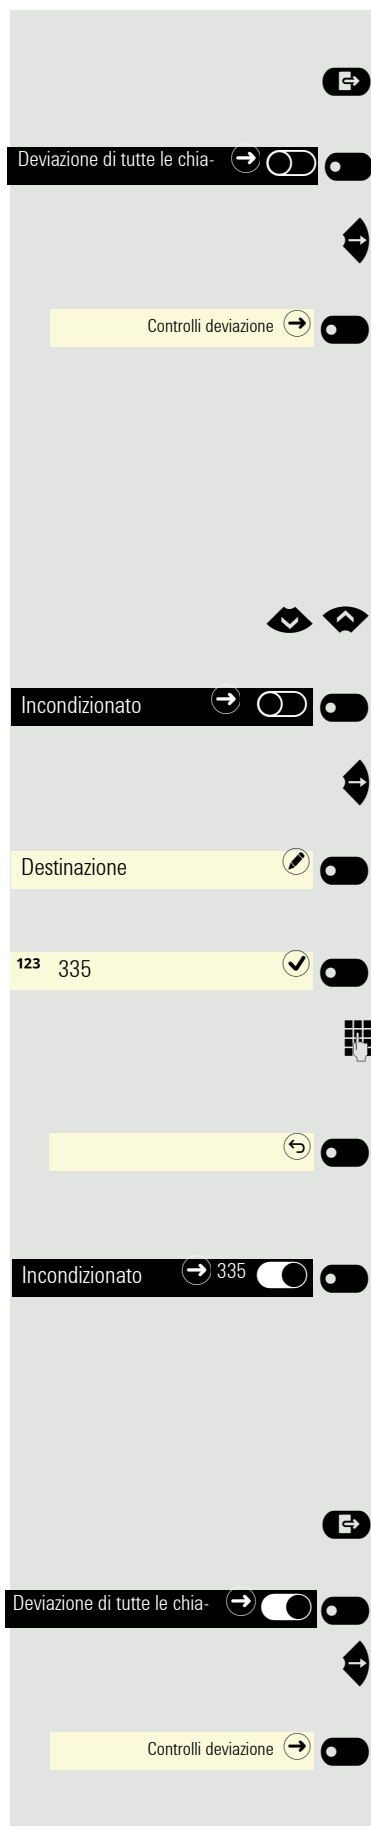 Deviazione di tutte le chia-
Controlli deviazione
Incondizionato
Destinazione
123 335
Incondizionato 335
Deviazione di tutte le chia-
Controlli deviazione